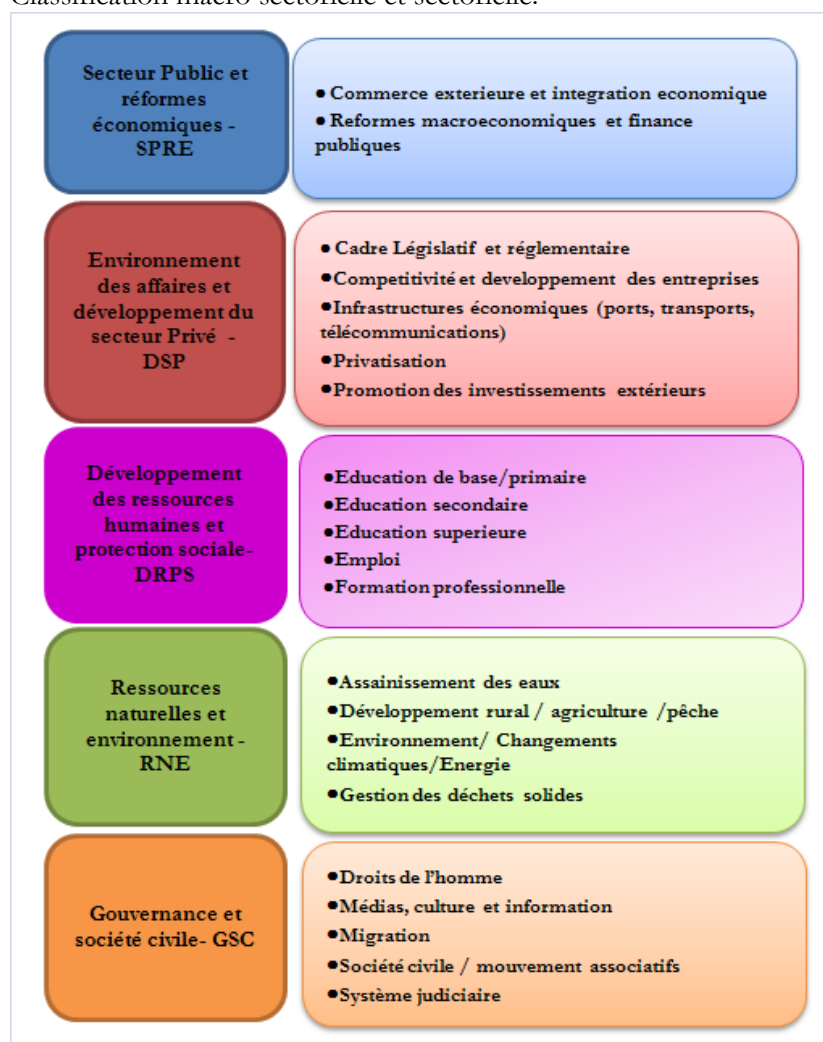 Classification macro sectorielle et sectorielle.
Secteur Public et
réformes
économiques -
SPRE
● Commerce exterieure et integration economique
● Reformes macroeconomiques et finance
publiques
Environnement
des affaires et
développement du
secteur Privé -
DSP
● Cadre Législatif et réglementaire
●Competitivité et developpement des entreprises
●Infrastructures économiques (ports, transports,
télécommunications)
●Privatisation
●Promotion des investissements extérieurs
Développement
des ressources
humaines et
protection sociale-
DRPS
●Education de base/primaire
●Education secondaire
●Education superieure
●Emploi
●Formation professionnelle
Ressources
naturelles et
environnement -
RNE
●Assainissement des eaux
●Développement rural / agriculture /pêche
●Environnement/ Changements
climatiques/Energie
●Gestion des déchets solides
Gouvernance et
société civile- GSC
●Droits de l'homme
●Médias, culture et information
●Migration
●Société civile / mouvement associatifs
●Système judiciaire